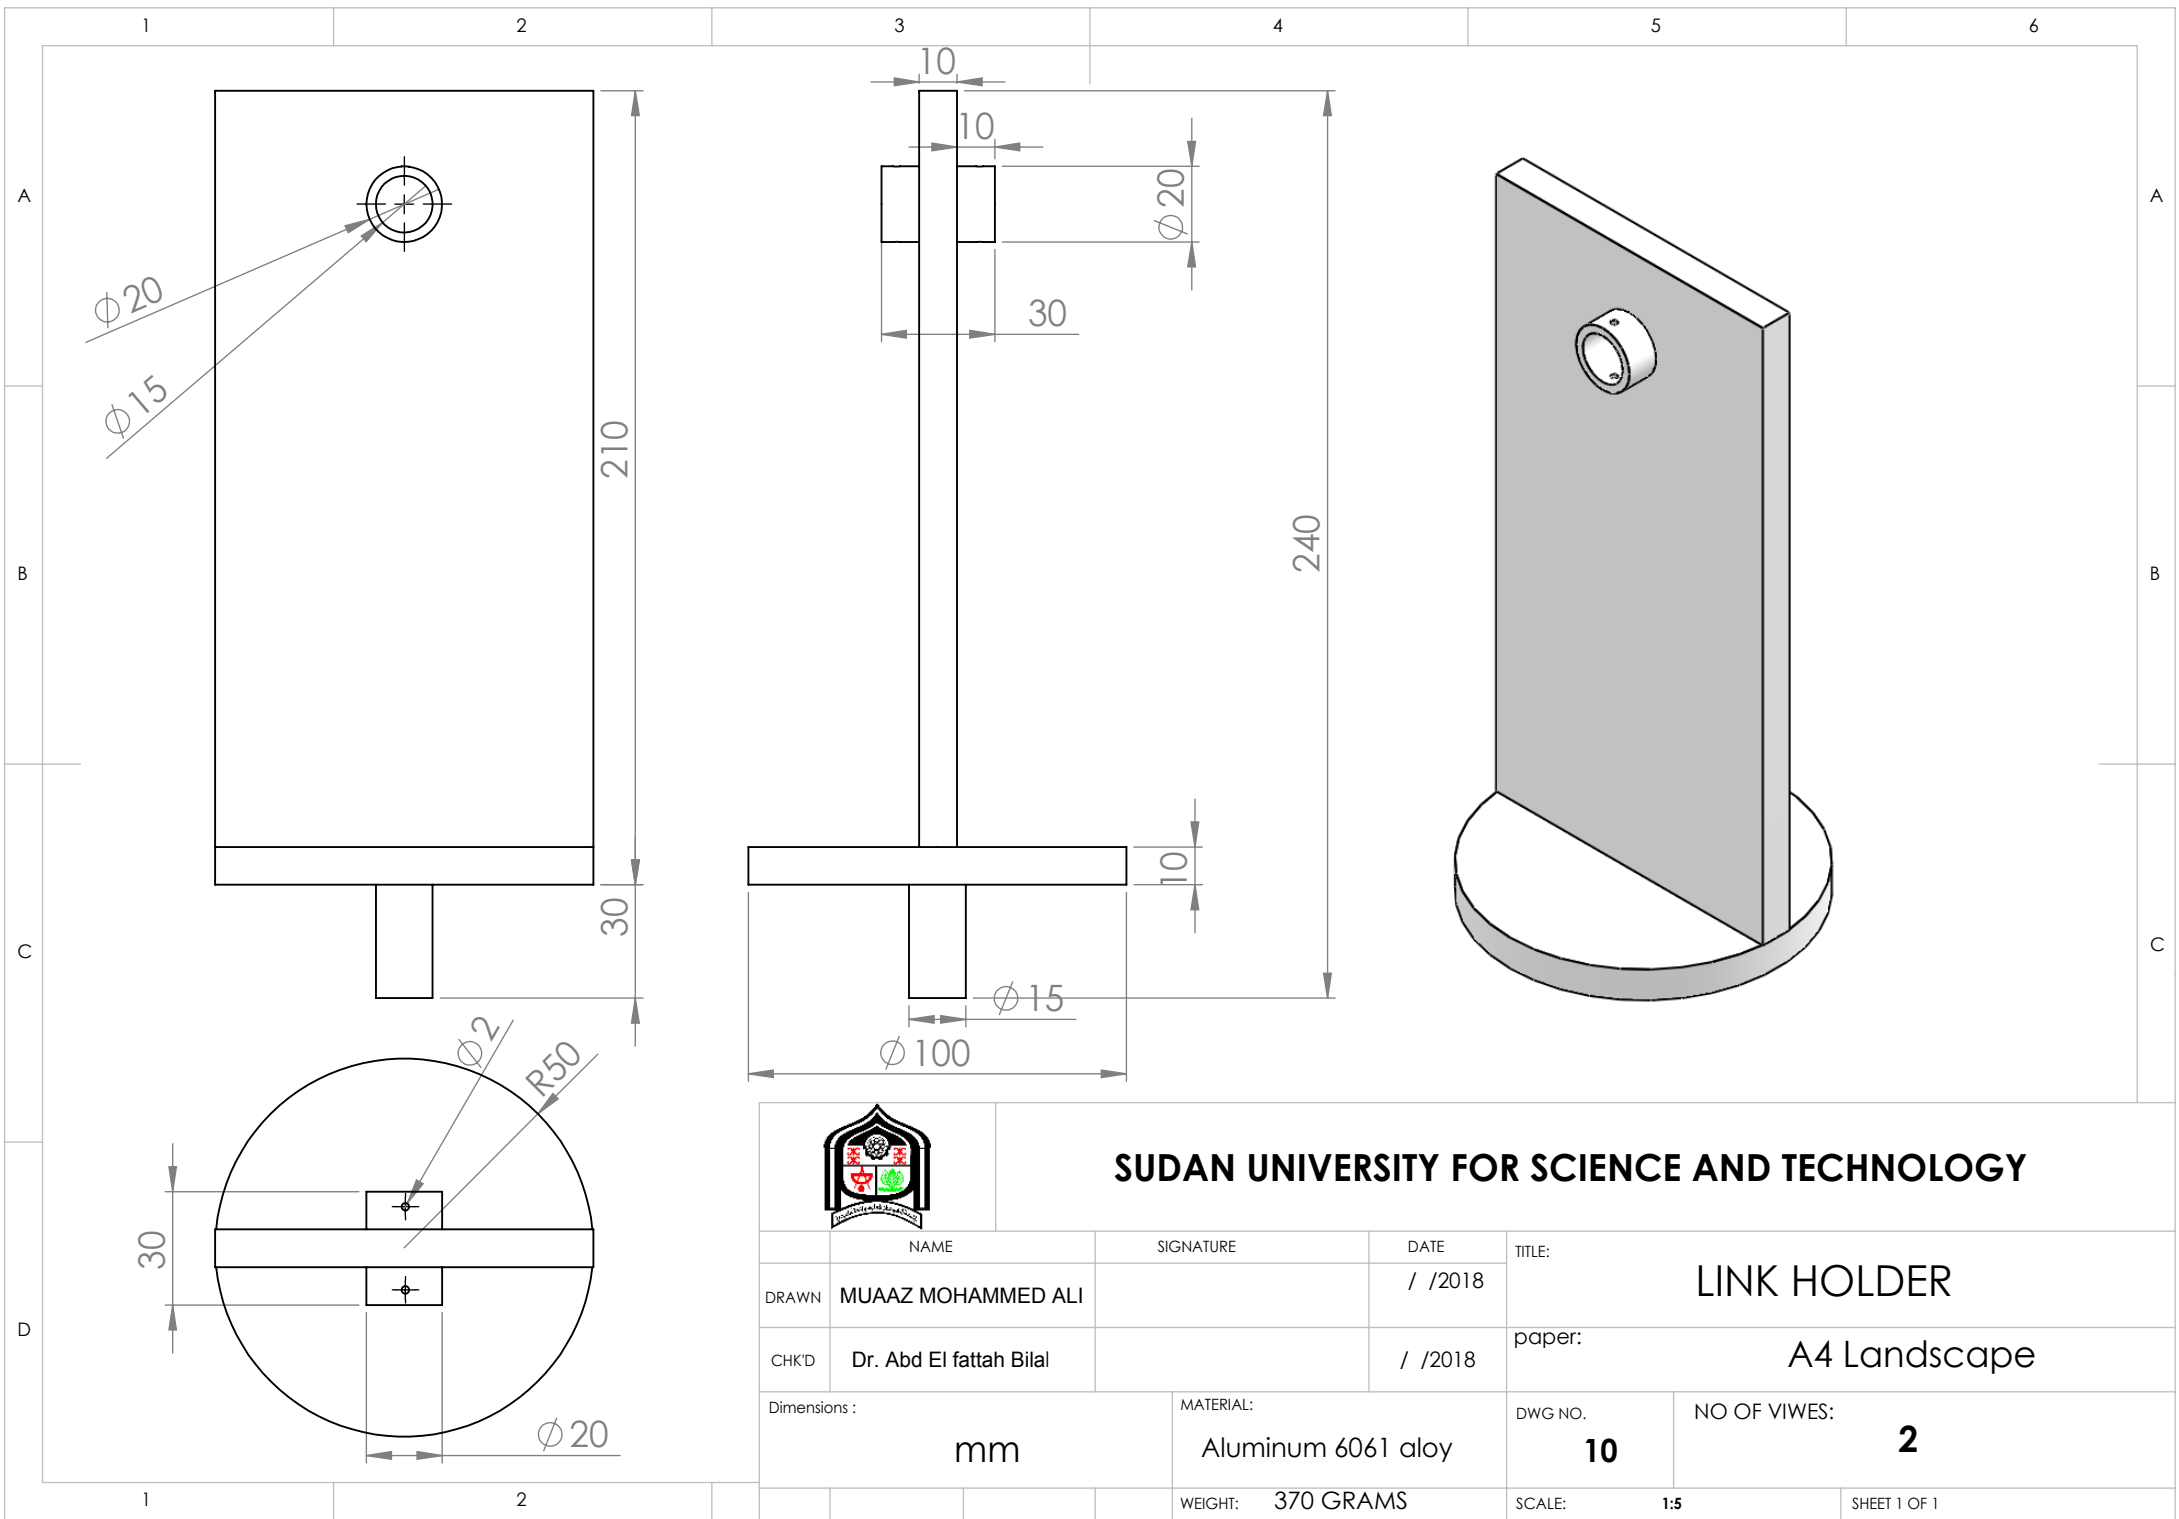 1 2 3 4 5 6
A A
B B
C C
D
1 2
Ø20
Ø15
210
30
10
10
Ø20
30
240
10
Ø15
Ø100
Ø2
R50
30
Ø20
SUDAN UNIVERSITY FOR SCIENCE AND TECHNOLOGY
NAME SIGNATURE DATE
DRAWN MUAAZ MOHAMMED ALI / /2018
CHK'D Dr. Abd El fattah Bilal / /2018
TITLE:
LINK HOLDER
paper:
A4 Landscape
Dimensions :
mm
MATERIAL:
Aluminum 6061 aloy
DWG NO.
10
NO OF VIWES:
2
WEIGHT: 370 GRAMS
SCALE: 1:5
SHEET 1 OF 1